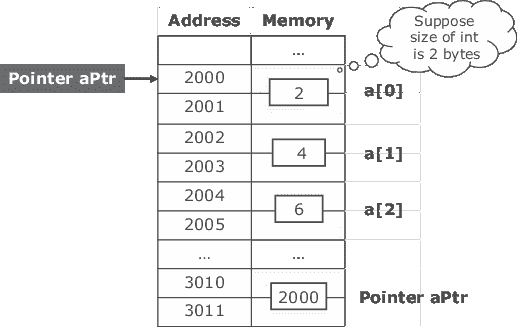 Address Memory
...
Suppose
size of int
is 2 bytes
Pointer aPtr
2000
2001
2
a[0]
2002
2003
4
a[1]
2004
2005
6
a[2]
... ...
3010
3011
2000
Pointer aPtr